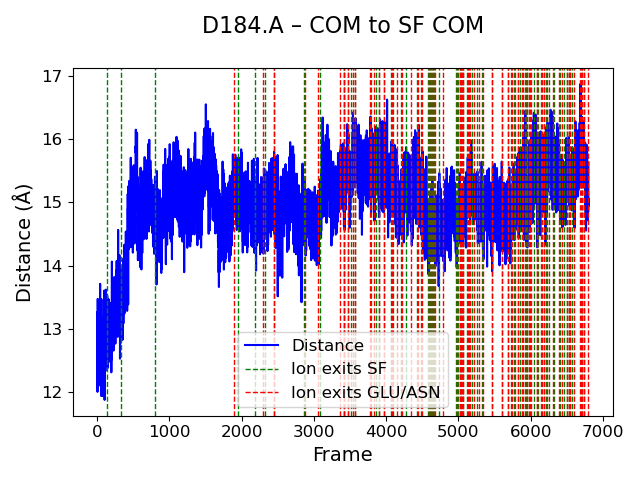 D184.A – COM to SF COM
Distance (Å)
17
16
15
14
13
12
Distance
Ion exits SF
Ion exits GLU/ASN
0
1000
2000
3000
4000
5000
6000
7000
Frame